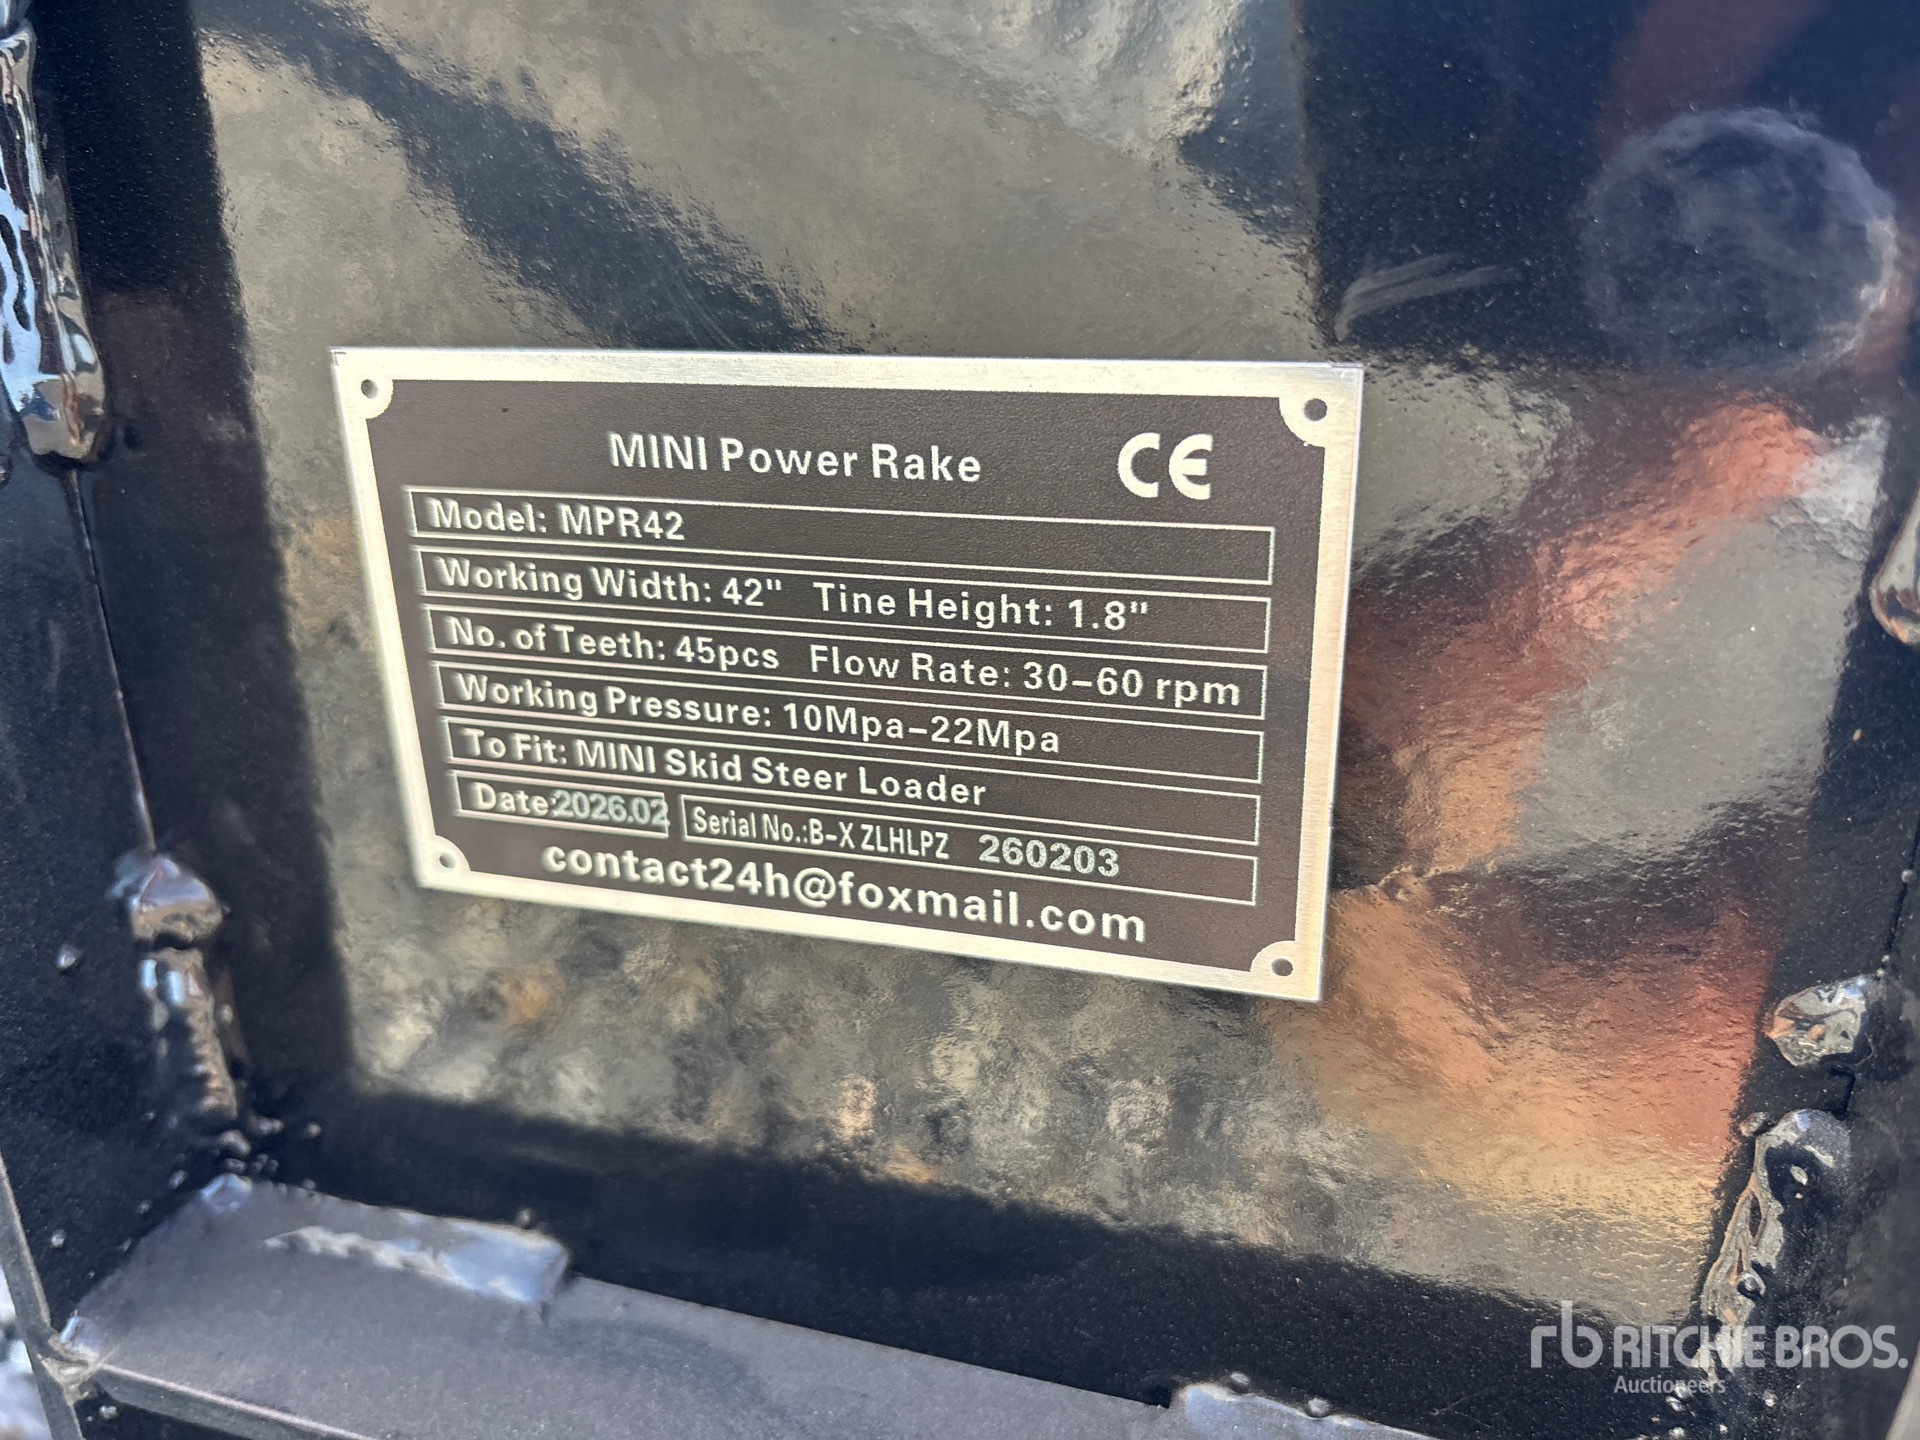 MINI Power Rake CE
Model: MPR42
Working Width: 42" Tine Height: 1.8"
No. of Teeth: 45pcs Flow Rate: 30-60 rpm
Working Pressure: 10Mpa-22Mpa
To Fit: MINI Skid Steer Loader
Date: 2026.02 Serial No.:B-X ZLHLPZ 260203
contact24h@foxmail.com
rb RITCHIE BROS.
Auctioneers